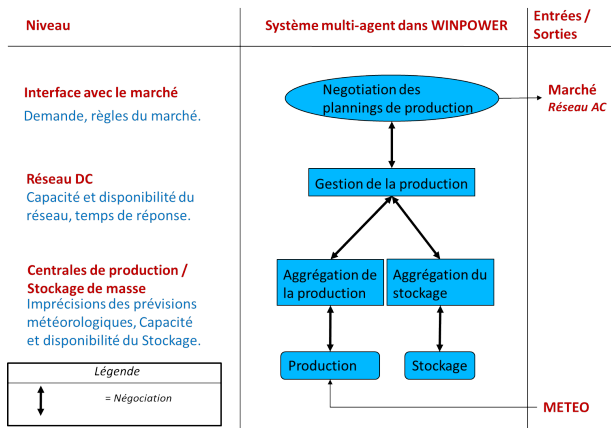 Niveau
Système multi-agent dans WINPOWER
Entrées /
Sorties
Interface avec le marché
Demande, règles du marché.
Negotiation des
plannings de production
Marché
Réseau AC
Réseau DC
Capacité et disponibilité du
réseau, temps de réponse.
Gestion de la production
Centrales de production /
Stockage de masse
Imprécisions des prévisions
météorologiques, Capacité
et disponibilité du Stockage.
Aggrégation de
la production
Aggrégation du
stockage
Production
Stockage
Légende
= Négociation
METEO